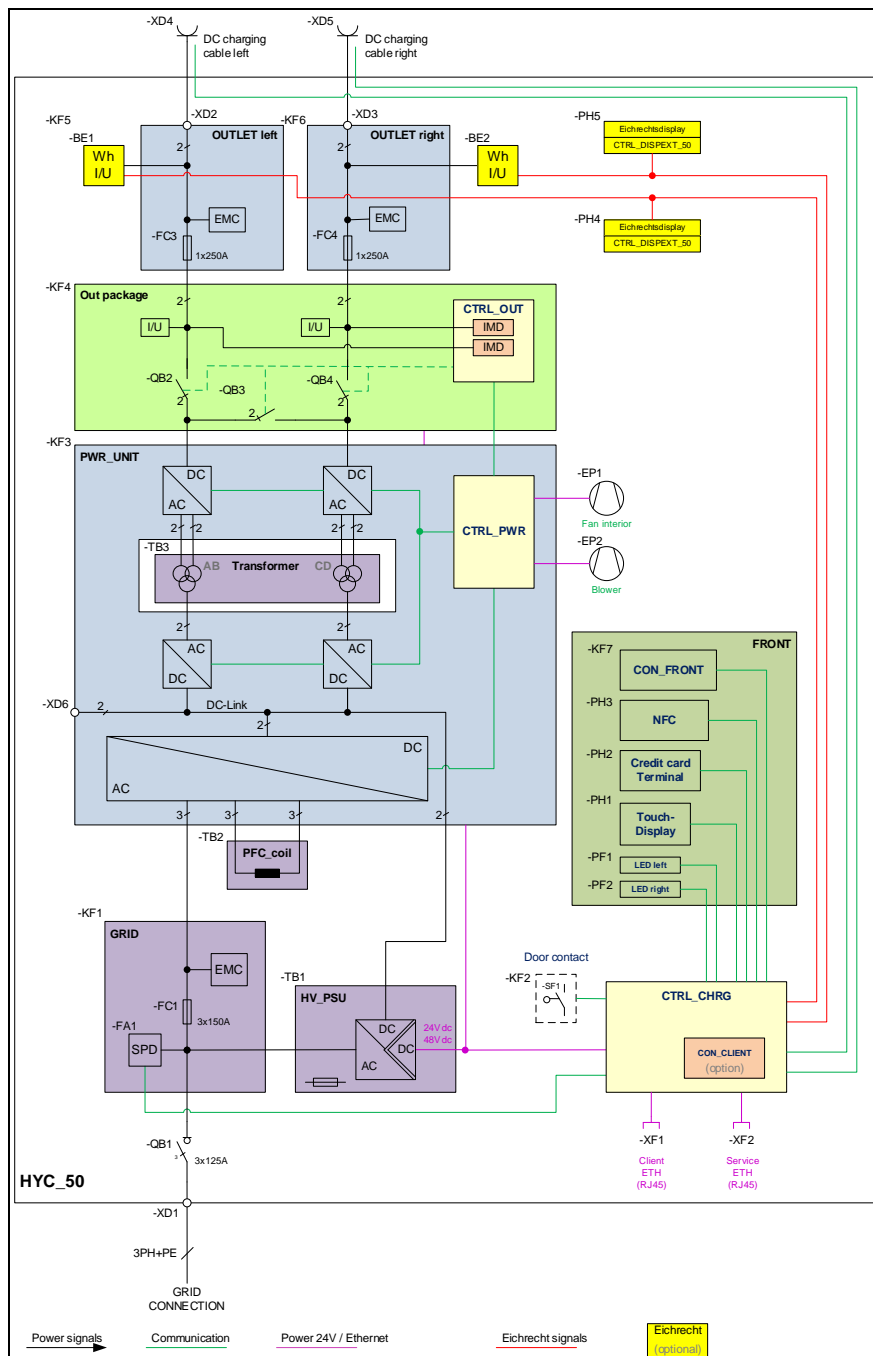 -XD4
DC charging
cable left
-XD5
DC charging
cable right
-KF5
-XD2
-KF6
-XD3
-BE1
Wh
I/U
OUTLET left
2
EMC
-FC3
1x250A
OUTLET right
2
EMC
-FC4
1x250A
-BE2
Wh
I/U
-PH5
Eichrechtsdisplay
CTRL_DISPEXT_50
-PH4
Eichrechtsdisplay
CTRL_DISPEXT_50
-KF4
Out package
2
2
I/U
I/U
CTRL_OUT
IMD
IMD
-QB2
2
-QB3
2
-QB4
2
-KF3
PWR_UNIT
DC
AC
DC
AC
2
2
2
2
CTRL_PWR
-EP1
Fan interior
-EP2
Blower
-TB3
AB
Transformer
CD
2
2
AC
DC
AC
DC
-XD6
2
DC-Link
2
DC
AC
3
3
3
2
-TB2
PFC_coil
FRONT
-KF7
CON_FRONT
-PH3
NFC
-PH2
Credit card
Terminal
-PH1
Touch-
Display
-PF1
LED left
-PF2
LED right
-KF1
GRID
EMC
-FC1
3x150A
-FA1
SPD
-TB1
HV_PSU
DC
AC
DC
24Vdc
48Vdc
Door contact
-KF2
-SF1
CTRL_CHRG
CON_CLIENT
(option)
-XF1
Client
ETH
(RJ45)
-XF2
Service
ETH
(RJ45)
-QB1
3
3x125A
HYC_50
-XD1
3PH+PE
GRID
CONNECTION
Power signals
Communication
Power 24V / Ethernet
Eichrecht signals
Eichrecht
(optional)